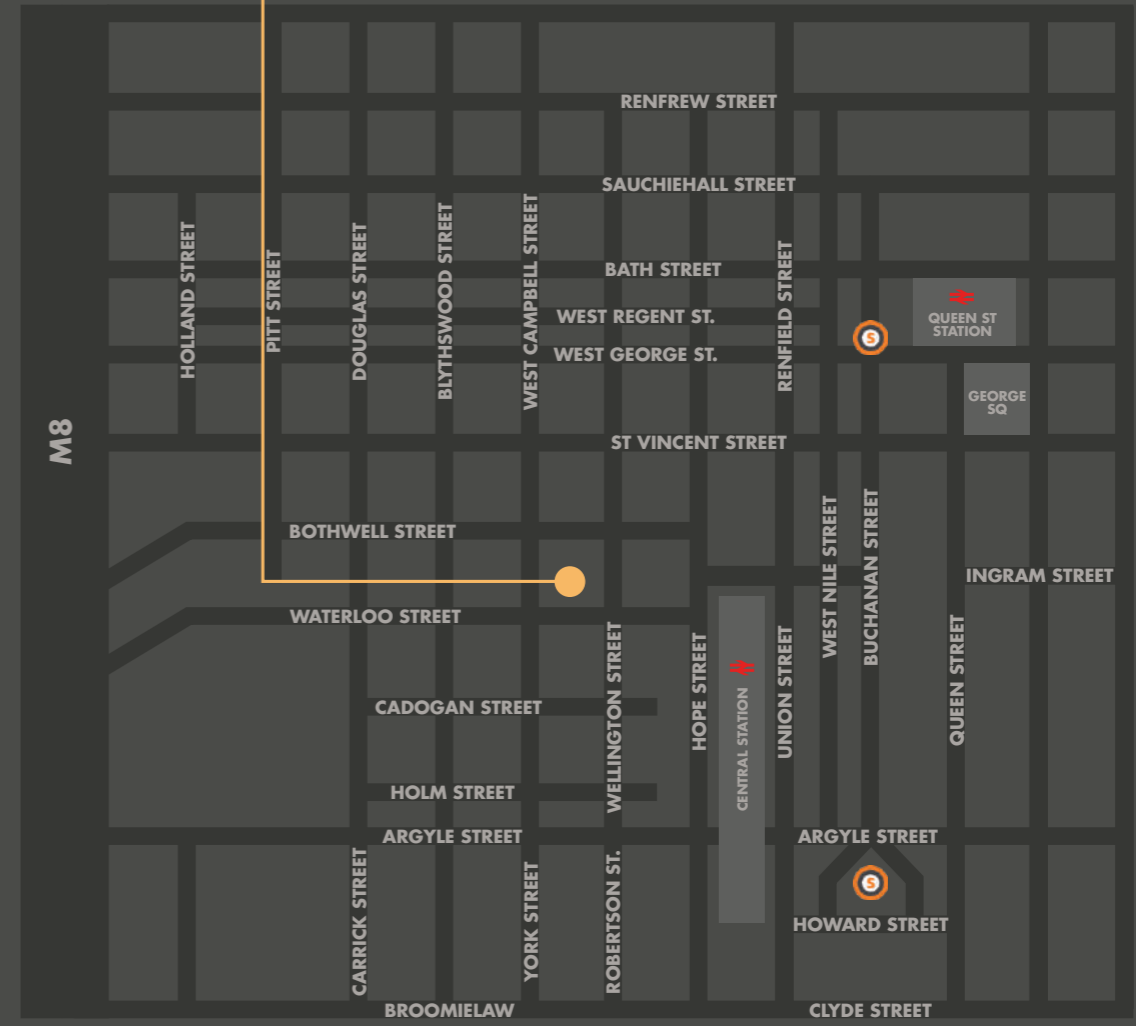 RENFREW STREET
SAUCHIEHALL STREET
HOLLAND STREET
PITT STREET
DOUGLAS STREET
BLYTHSWOOD STREET
WEST CAMPBELL STREET
BATH STREET
RENFIELD STREET
WEST REGENT ST.
WEST GEORGE ST.
S
QUEEN ST
STATION
GEORGE
SQ
M8
ST VINCENT STREET
BOTHWELL STREET
WEST NILE STREET
BUCHANAN STREET
INGRAM STREET
WATERLOO STREET
WELLINGTON STREET
HOPE STREET
CENTRAL STATION
UNION STREET
QUEEN STREET
CADOGAN STREET
HOLM STREET
ARGYLE STREET
ARGYLE STREET
CARRICK STREET
YORK STREET
ROBERTSON ST.
S
HOWARD STREET
BROOMIELAW
CLYDE STREET